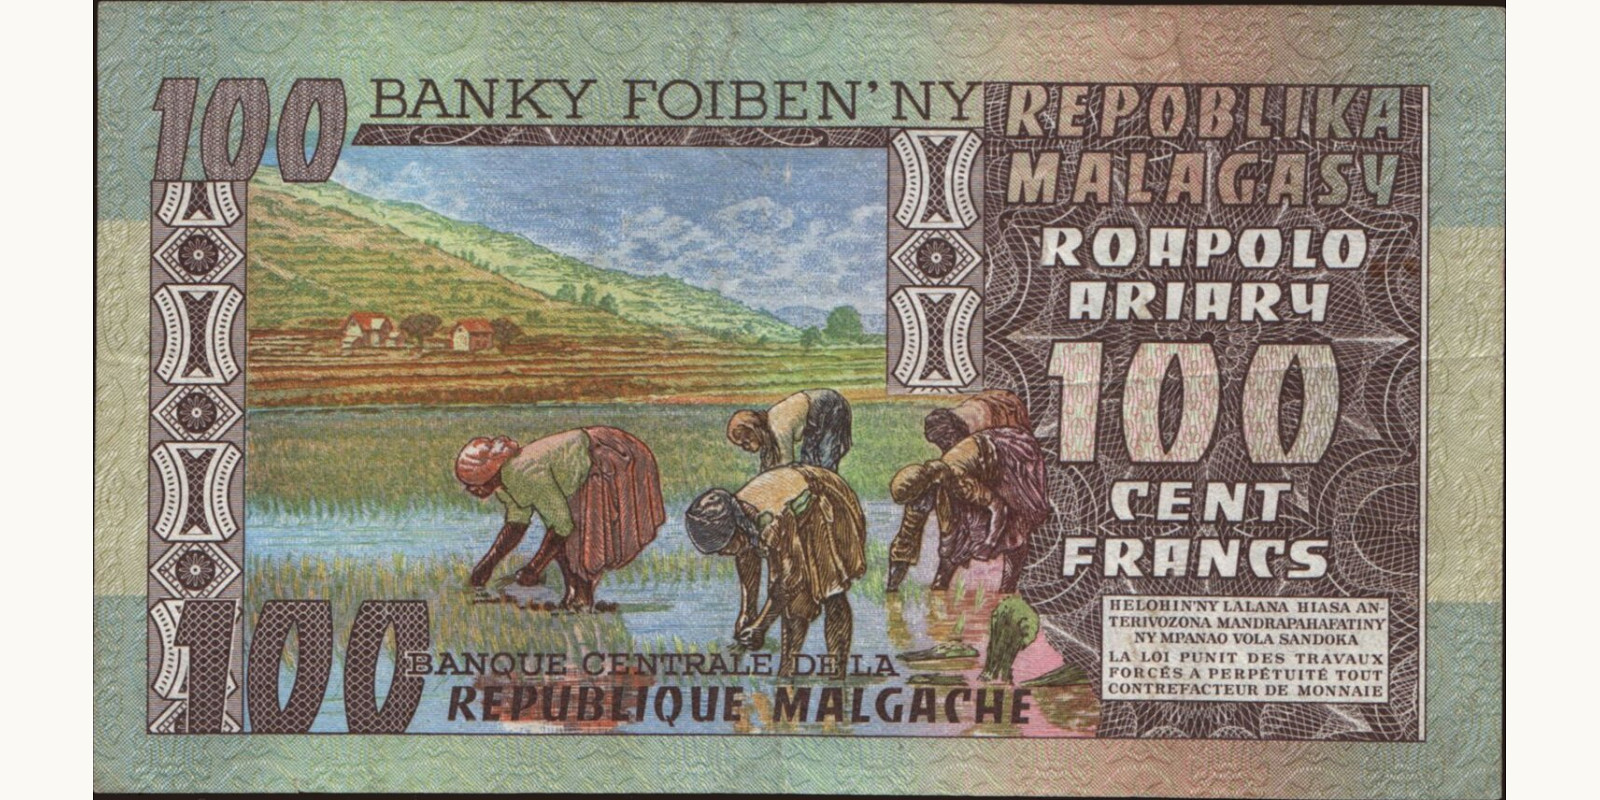 100 BANKY FOIBEN'NY
REPOBLIKA
MALAGASY
ROAPOLO
ARIARY
100
CENT
FRANCS
HELOHIN'NY LALANA HIASA AN-
TERIVOZONA MANDRAPAHAFATINY
NY MPANAO VOLA SANDOKA
LA LOI PUNIT DES TRAVAUX
FORCÉS A PERPÉTUITÉ TOUT
CONTREFACTEUR DE MONNAIE
100
BANQUE CENTRALE DE LA
REPUBLIQUE MALGACHE